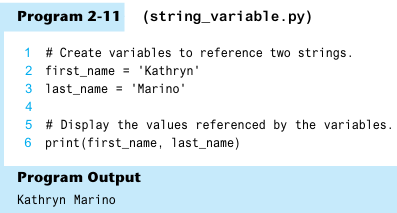 Program 2-11 (string_variable.py)
1 # Create variables to reference two strings.
2 first_name = 'Kathryn'
3 last_name = 'Marino'
4
5 # Display the values referenced by the variables.
6 print(first_name, last_name)
Program Output
Kathryn Marino